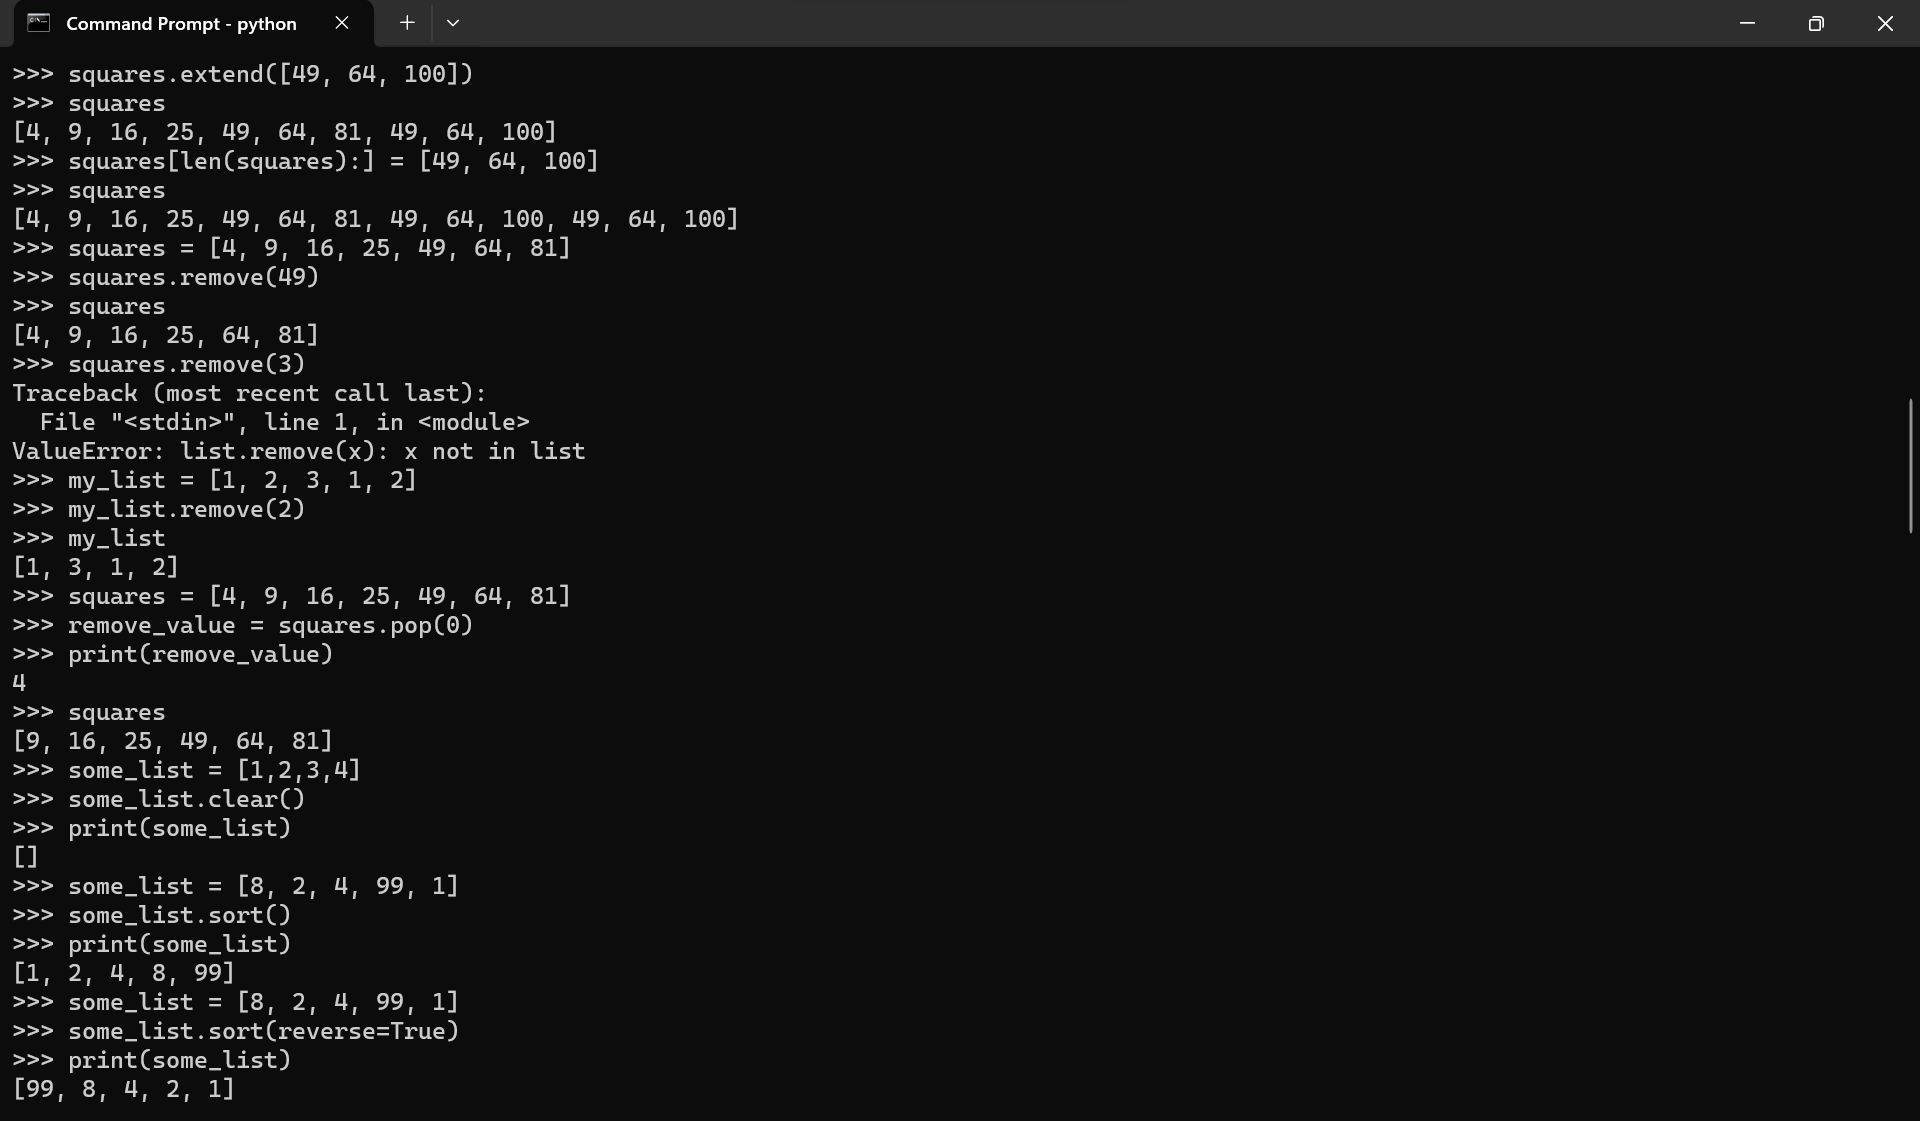 Command Prompt - python
>>> squares.extend([49, 64, 100])
>>> squares
[4, 9, 16, 25, 49, 64, 81, 49, 64, 100]
>>> squares[len(squares):] = [49, 64, 100]
>>> squares
[4, 9, 16, 25, 49, 64, 81, 49, 64, 100, 49, 64, 100]
>>> squares = [4, 9, 16, 25, 49, 64, 81]
>>> squares.remove(49)
>>> squares
[4, 9, 16, 25, 64, 81]
>>> squares.remove(3)
Traceback (most recent call last):
  File "<stdin>", line 1, in <module>
ValueError: list.remove(x): x not in list
>>> my_list = [1, 2, 3, 1, 2]
>>> my_list.remove(2)
>>> my_list
[1, 3, 1, 2]
>>> squares = [4, 9, 16, 25, 49, 64, 81]
>>> remove_value = squares.pop(0)
>>> print(remove_value)
4
>>> squares
[9, 16, 25, 49, 64, 81]
>>> some_list = [1,2,3,4]
>>> some_list.clear()
>>> print(some_list)
[]
>>> some_list = [8, 2, 4, 99, 1]
>>> some_list.sort()
>>> print(some_list)
[1, 2, 4, 8, 99]
>>> some_list = [8, 2, 4, 99, 1]
>>> some_list.sort(reverse=True)
>>> print(some_list)
[99, 8, 4, 2, 1]